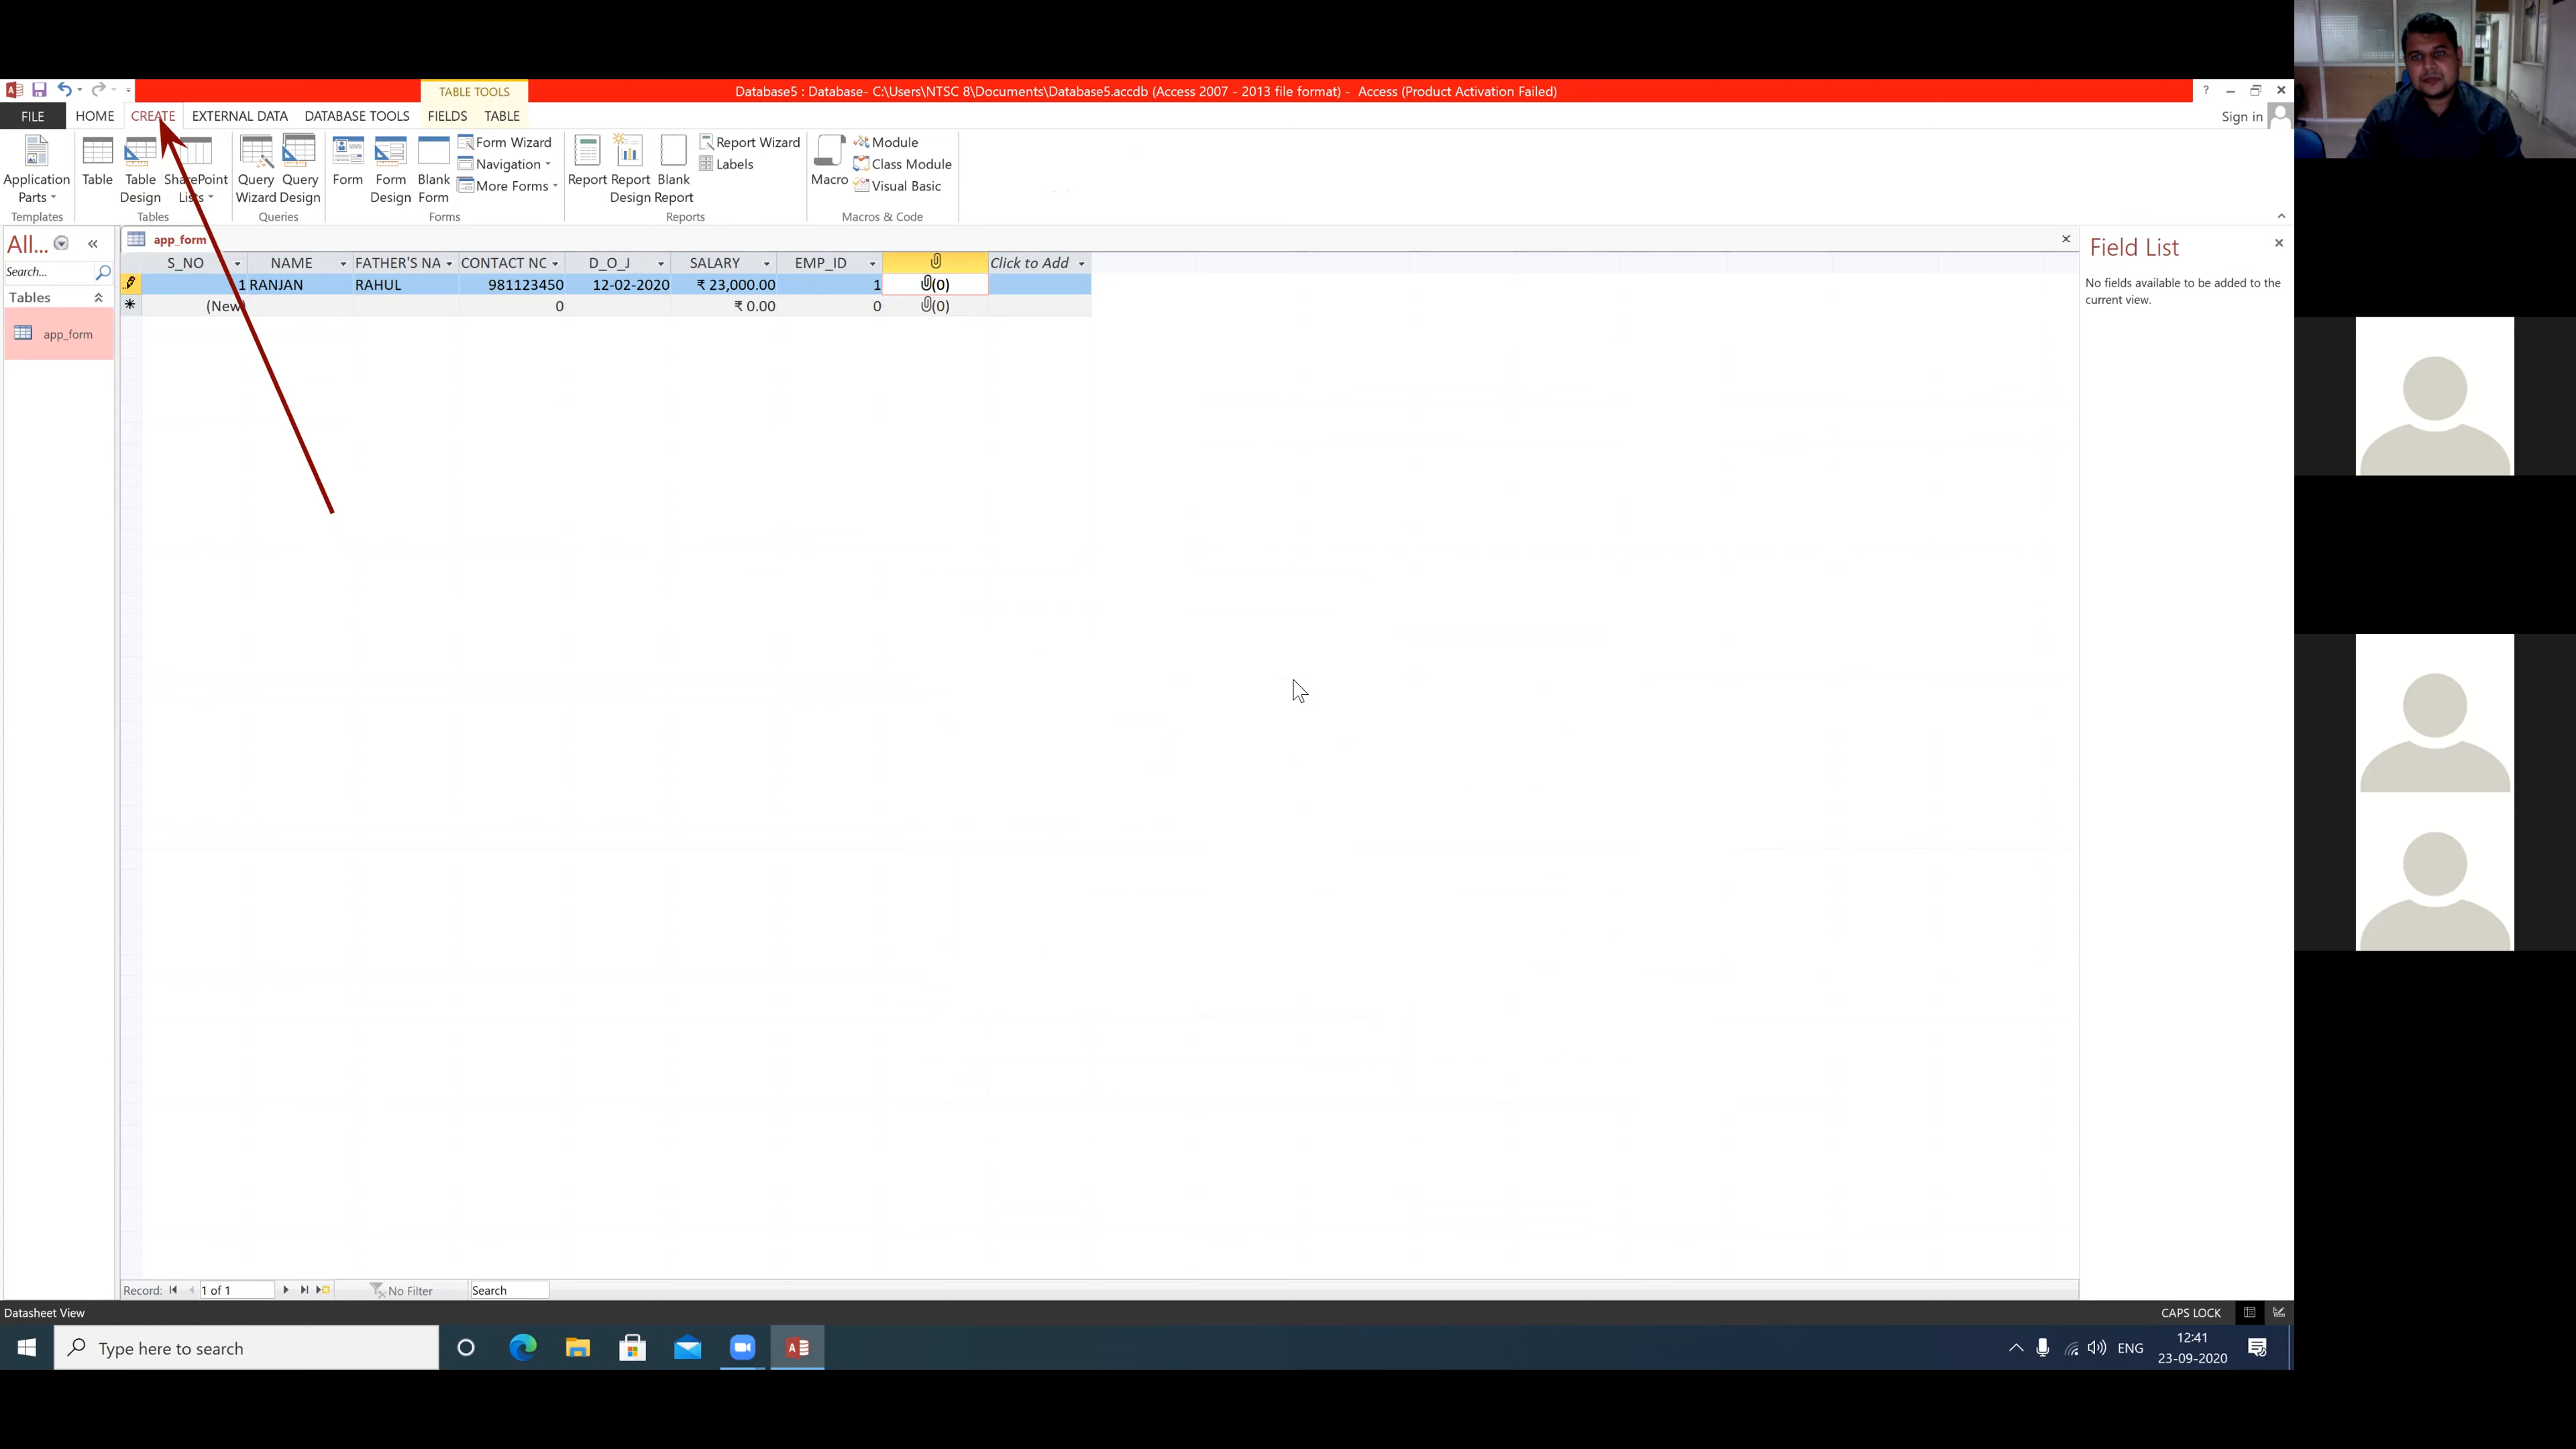 TABLE TOOLS
Database5 : Database- C:\Users\NTSC 8\Documents\Database5.accdb (Access 2007 - 2013 file format) - Access (Product Activation Failed)
?
FILE HOME CREATE EXTERNAL DATA DATABASE TOOLS FIELDS TABLE Sign in
Form Wizard Report Wizard Module
Navigation Labels Class Module
Application Table Table SharePoint Query Query Form Form Blank More Forms Report Report Blank Macro Visual Basic
Parts Design Lists Wizard Design Design Form Design Report
Templates Tables Queries Forms Reports Macros & Code
All... « app_form Field List
Search...
S_NO NAME FATHER'S NA CONTACT NC D_O_J SALARY EMP_ID Click to Add
1 RANJAN RAHUL 981123450 12-02-2020 ₹ 23,000.00 1 (0)
(New) 0 ₹ 0.00 0 (0)
Tables
app_form
No fields available to be added to the
current view.
Record: 1 of 1 No Filter Search
Datasheet View CAPS LOCK
Type here to search ENG
12:41
23-09-2020